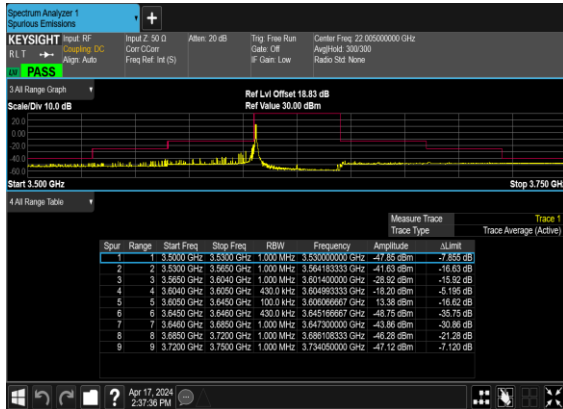 Spectrum Analyzer 1
Spurious Emissions
+
KEYSIGHT Input: RF
Input Z: 50 Ω
Atten: 20 dB
Trig: Free Run
Center Freq: 22.005000000 GHz
R L T
Coupling: DC
Corr CCorr
Gate: Off
Avg|Hold: 300/300
Align: Auto
Freq Ref: Int (S)
IF Gain: Low
Radio Std: None
PASS
3 All Range Graph
Ref Lvl Offset 18.83 dB
Scale/Div 10.0 dB
Ref Value 30.00 dBm
20.0
0.00
-20.0
-40.0
-60.0
Start 3.500 GHz
Stop 3.750 GH
4 All Range Table
Measure Trace Trace 1
Trace Type Trace Average (Active)
Spur Range Start Freq Stop Freq RBW Frequency Amplitude ΔLimit
1 1 3.5000 GHz 3.5300 GHz 1.000 MHz 3.530000000 GHz -47.85 dBm -7.855 dB
2 2 3.5300 GHz 3.5650 GHz 1.000 MHz 3.564183333 GHz -41.63 dBm -16.63 dB
3 3 3.5650 GHz 3.6040 GHz 1.000 MHz 3.601400000 GHz -28.92 dBm -15.92 dB
4 4 3.6040 GHz 3.6050 GHz 430.0 kHz 3.604993333 GHz -18.20 dBm -5.195 dB
5 5 3.6050 GHz 3.6450 GHz 100.0 kHz 3.606066667 GHz 13.38 dBm -16.62 dB
6 6 3.6450 GHz 3.6460 GHz 430.0 kHz 3.645166667 GHz -48.75 dBm -35.75 dB
7 7 3.6460 GHz 3.6850 GHz 1.000 MHz 3.647300000 GHz -43.86 dBm -30.86 dB
8 8 3.6850 GHz 3.7200 GHz 1.000 MHz 3.686108333 GHz -46.28 dBm -21.28 dB
9 9 3.7200 GHz 3.7500 GHz 1.000 MHz 3.734050000 GHz -47.12 dBm -7.120 dB
?
Apr 17, 2024
2:37:36 PM